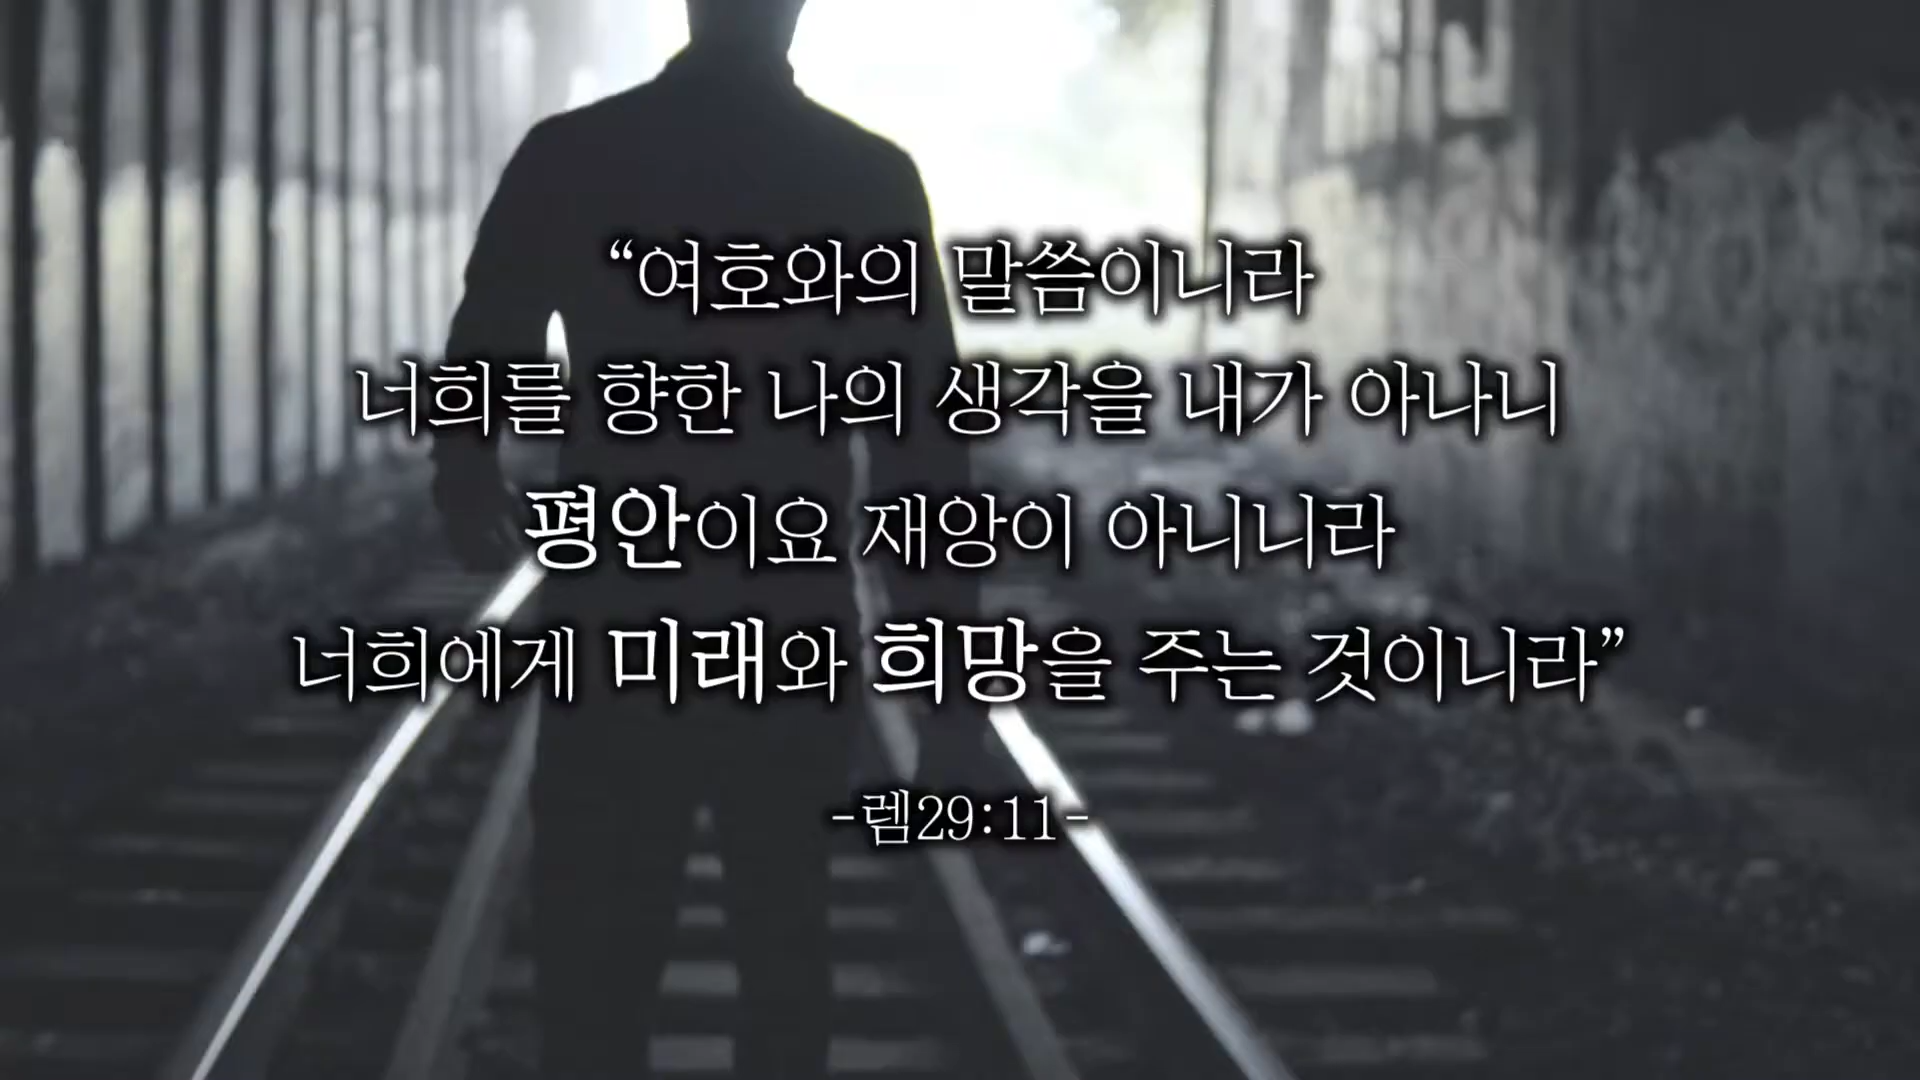 “여호와의 말씀이니라
너희를 향한 나의 생각을 내가 아나니
평안이요 재앙이 아니니라
너희에게 미래와 희망을 주는 것이니라”
-렘29:11-